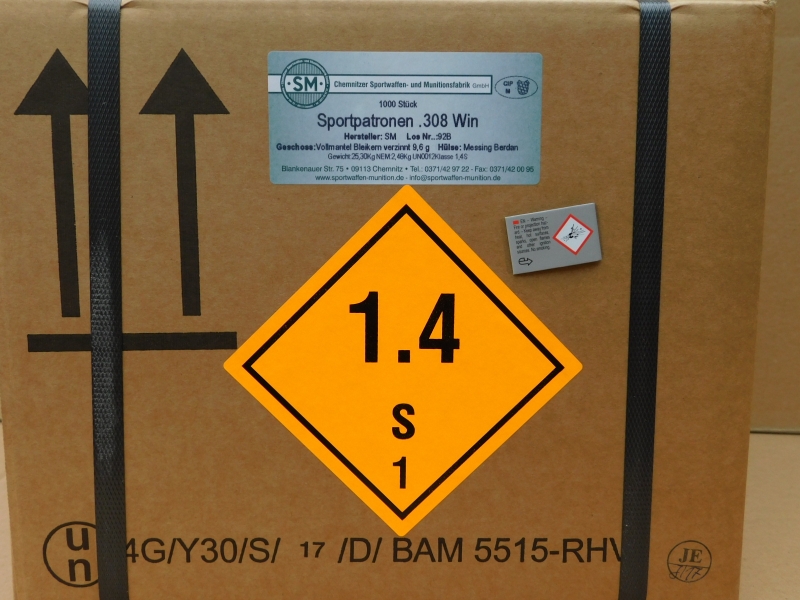 SM
Chemnitzer Sportwaffen- und Munitionsfabrik GmbH
CIP
N
1000 Stück
Sportpatronen .308 Win
Hersteller: SM Los Nr..:92B
Geschoss:Vollmantel Bleikern verzinnt 9,6 g Hülse: Messing Berdan
Gewicht:25,30Kg NEM:2,48Kg UN0012Klasse 1,4S
Blankenauer Str. 75 • 09113 Chemnitz • Tel.: 0371/42 97 22 - Fax: 0371/42 00 95
www.sportwaffen-munition.de - info@sportwaffen-munition.de
1.4
S
1
un
4G/Y30/S/ 17 /D/ BAM 5515-RHV
JE